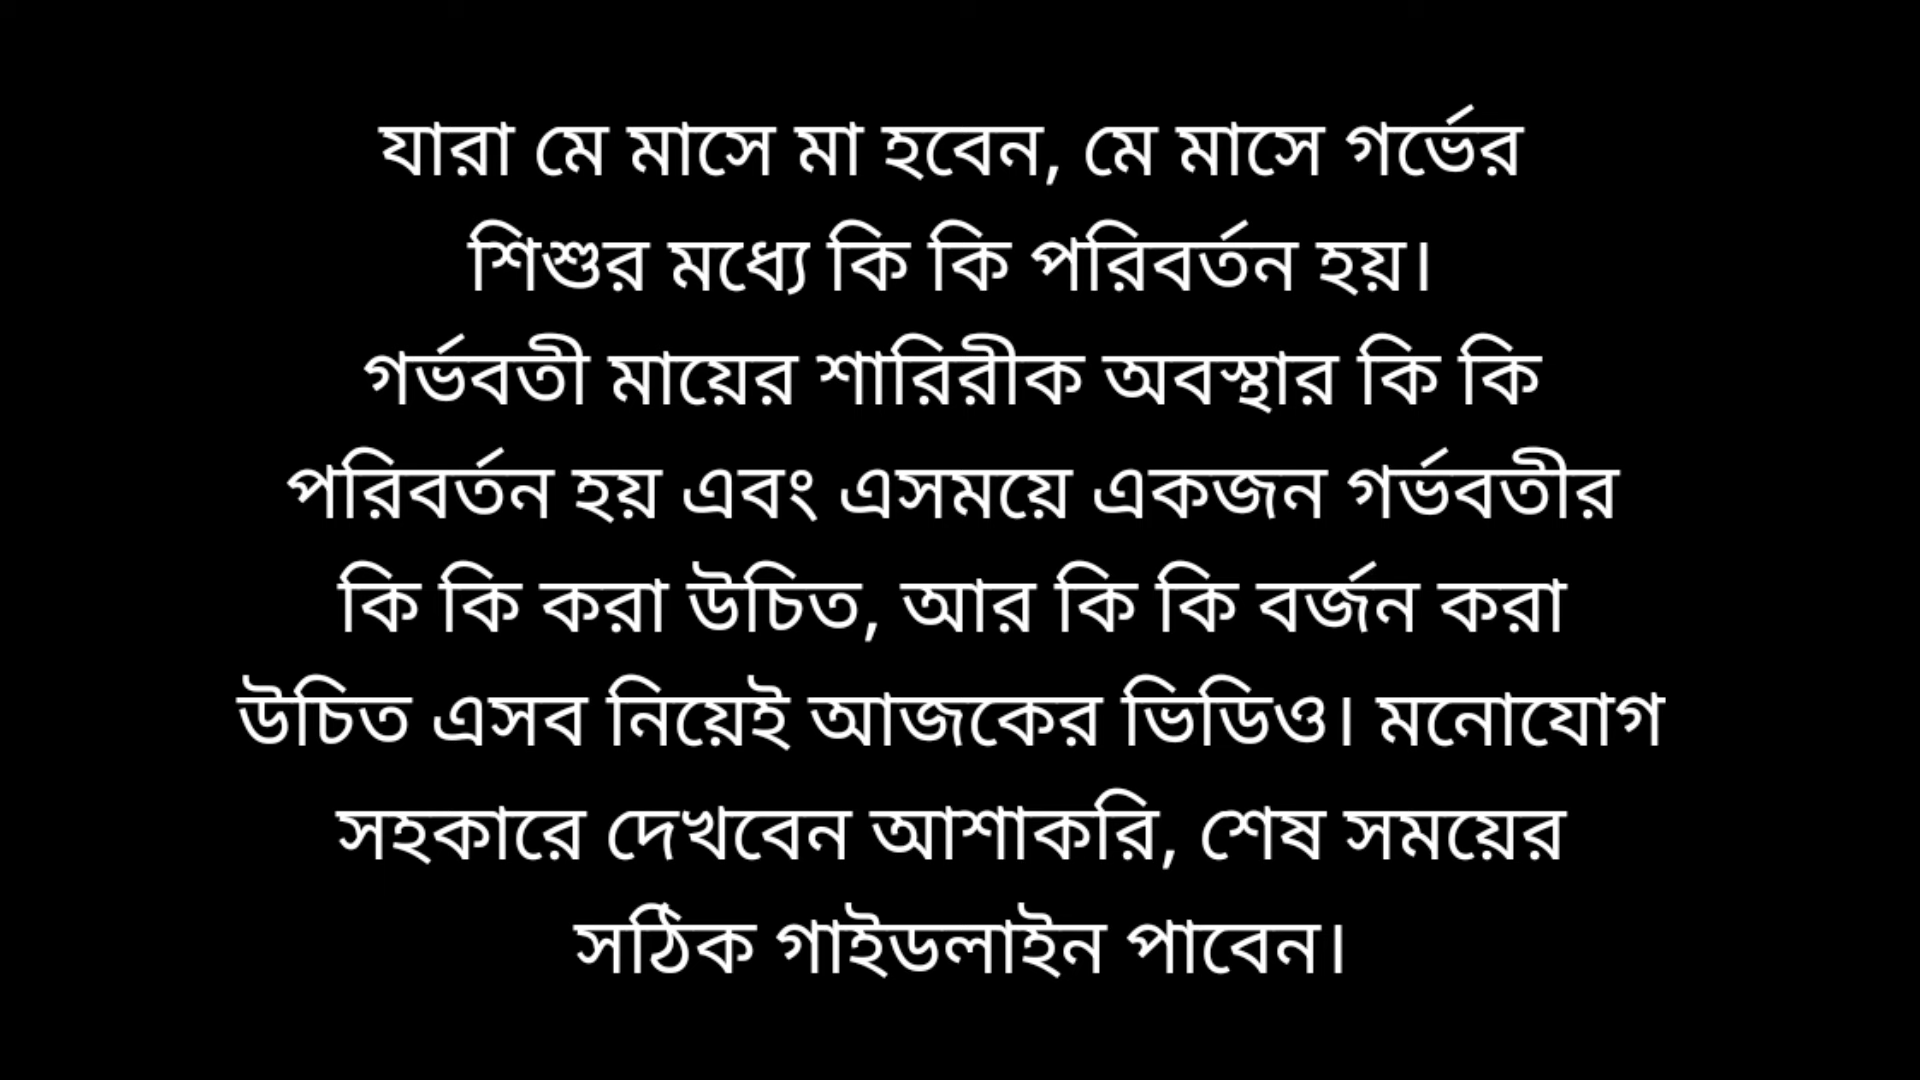 যারা মে মাসে মা হবেন, মে মাসে গর্ভের
শিশুর মধ্যে কি কি পরিবর্তন হয়।
গর্ভবতী মায়ের শারিরীক অবস্থার কি কি
পরিবর্তন হয় এবং এসময়ে একজন গর্ভবতীর
কি কি করা উচিত, আর কি কি বর্জন করা
উচিত এসব নিয়েই আজকের ভিডিও। মনোযোগ
সহকারে দেখবেন আশাকরি, শেষ সময়ের
সঠিক গাইডলাইন পাবেন।